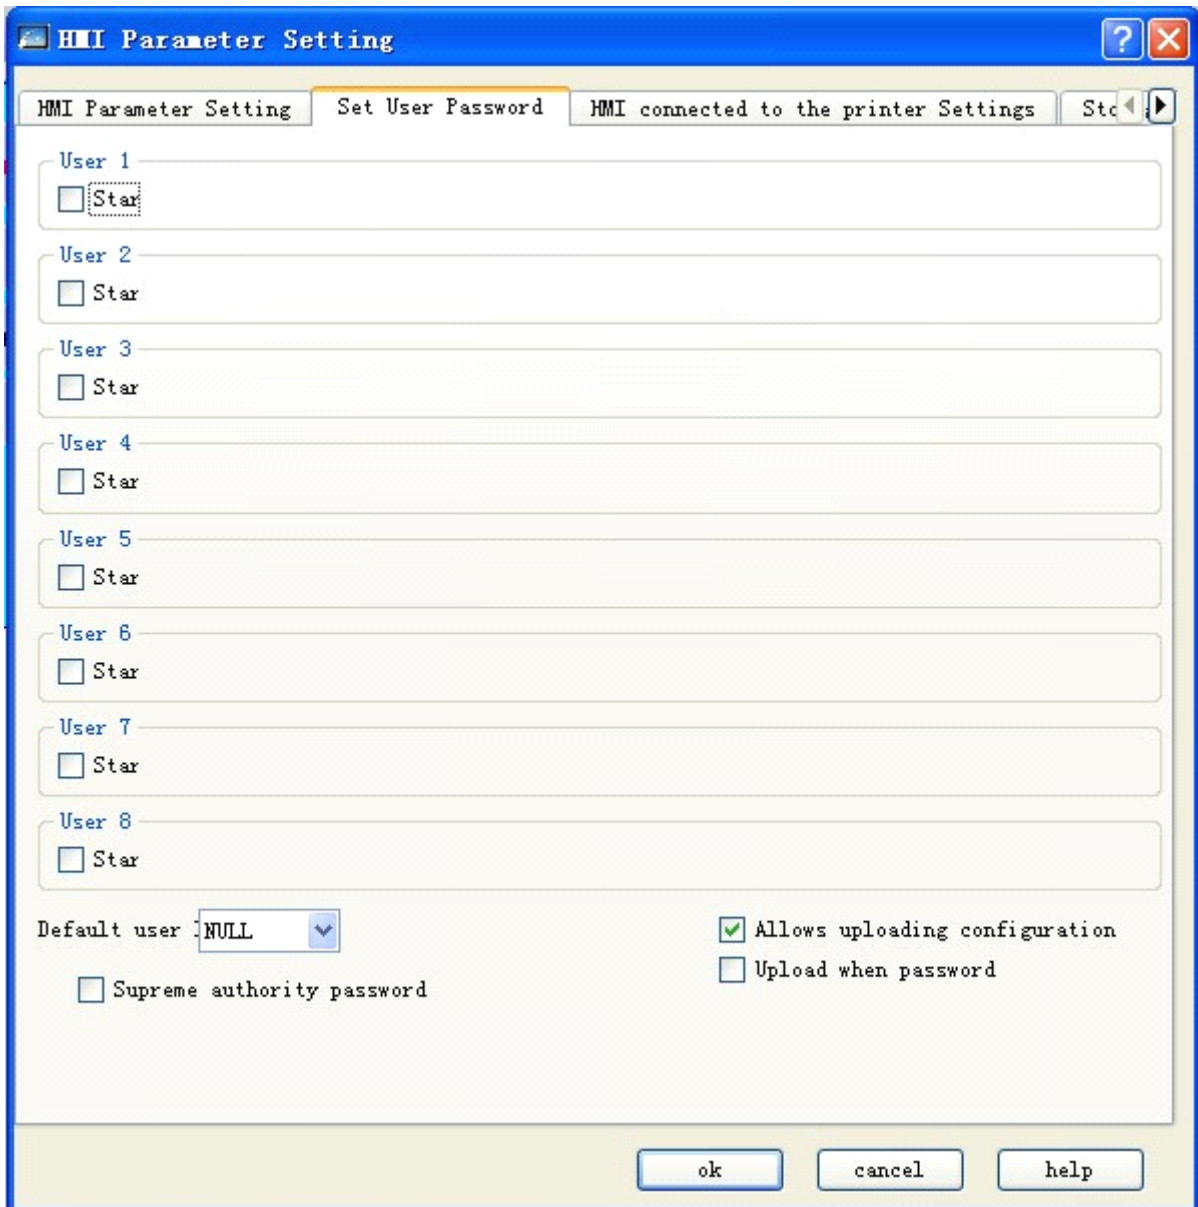 HMI Parameter Setting
HMI Parameter Setting
Set User Password
HMI connected to the printer Settings
User 1
Star
User 2
Star
User 3
Star
User 4
Star
User 5
Star
User 6
Star
User 7
Star
User 8
Star
Default user
NULL
Allows uploading configuration
Upload when password
Supreme authority password
ok
cancel
help